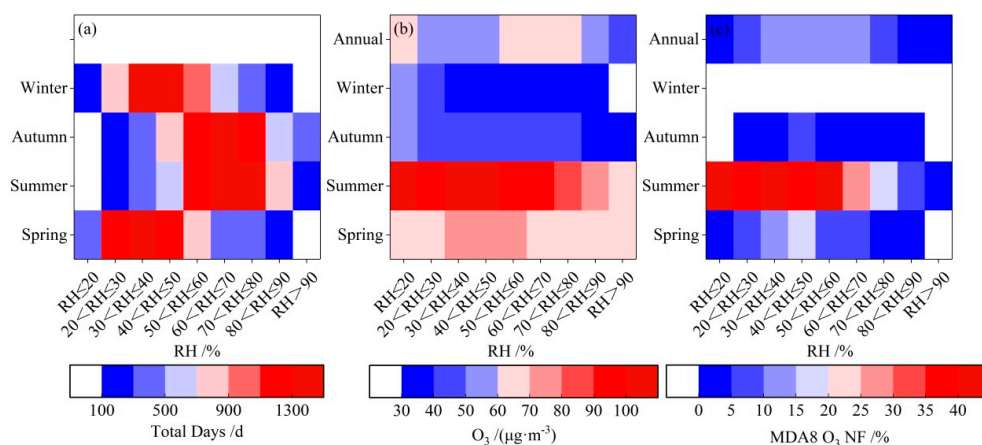 (a)
Winter
Autumn
Summer
Spring
RH≤20
20<RH≤30
30<RH≤40
40<RH≤50
50<RH≤60
60<RH≤70
70<RH≤80
80<RH≤90
RH>90
RH /%
100 500 900 1300
Total Days /d
(b)
Annual
Winter
Autumn
Summer
Spring
RH≤20
20<RH≤30
30<RH≤40
40<RH≤50
50<RH≤60
60<RH≤70
70<RH≤80
80<RH≤90
RH>90
RH /%
30 40 50 60 70 80 90 100
O₃ /(μg·m⁻³)
(c)
Annual
Winter
Autumn
Summer
Spring
RH≤20
20<RH≤30
30<RH≤40
40<RH≤50
50<RH≤60
60<RH≤70
70<RH≤80
80<RH≤90
RH>90
RH /%
0 5 10 15 20 25 30 35 40
MDA8 O₃ NF /%